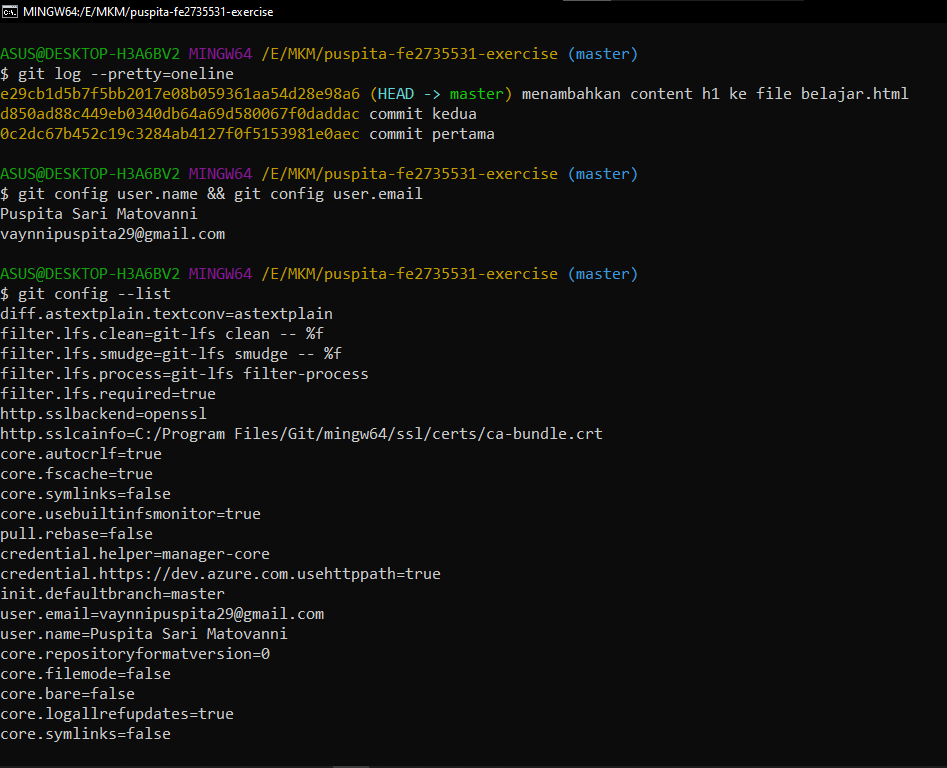 MINGW64:/E/MKM/puspita-fe2735531-exercise
ASUS@DESKTOP-H3A6BV2 MINGW64 /E/MKM/puspita-fe2735531-exercise (master)
$ git log --pretty=oneline
e29cb1d5b7f5bb2017e08b059361aa54d28e98a6 (HEAD -> master) menambahkan content h1 ke file belajar.html
d850ad88c449eb0340db64a69d580067f0daddac commit kedua
0c2dc67b452c19c3284ab4127f0f5153981e0aec commit pertama
ASUS@DESKTOP-H3A6BV2 MINGW64 /E/MKM/puspita-fe2735531-exercise (master)
$ git config user.name && git config user.email
Puspita Sari Matovanni
vaynnipuspita29@gmail.com
ASUS@DESKTOP-H3A6BV2 MINGW64 /E/MKM/puspita-fe2735531-exercise (master)
$ git config --list
diff.astextplain.textconv=astextplain
filter.lfs.clean=git-lfs clean -- %f
filter.lfs.smudge=git-lfs smudge -- %f
filter.lfs.process=git-lfs filter-process
filter.lfs.required=true
http.sslbackend=openssl
http.sslcainfo=C:/Program Files/Git/mingw64/ssl/certs/ca-bundle.crt
core.autocrlf=true
core.fscache=true
core.symlinks=false
core.usebuiltinfsmonitor=true
pull.rebase=false
credential.helper=manager-core
credential.https://dev.azure.com.usehttppath=true
init.defaultbranch=master
user.email=vaynnipuspita29@gmail.com
user.name=Puspita Sari Matovanni
core.repositoryformatversion=0
core.filemode=false
core.bare=false
core.logallrefupdates=true
core.symlinks=false